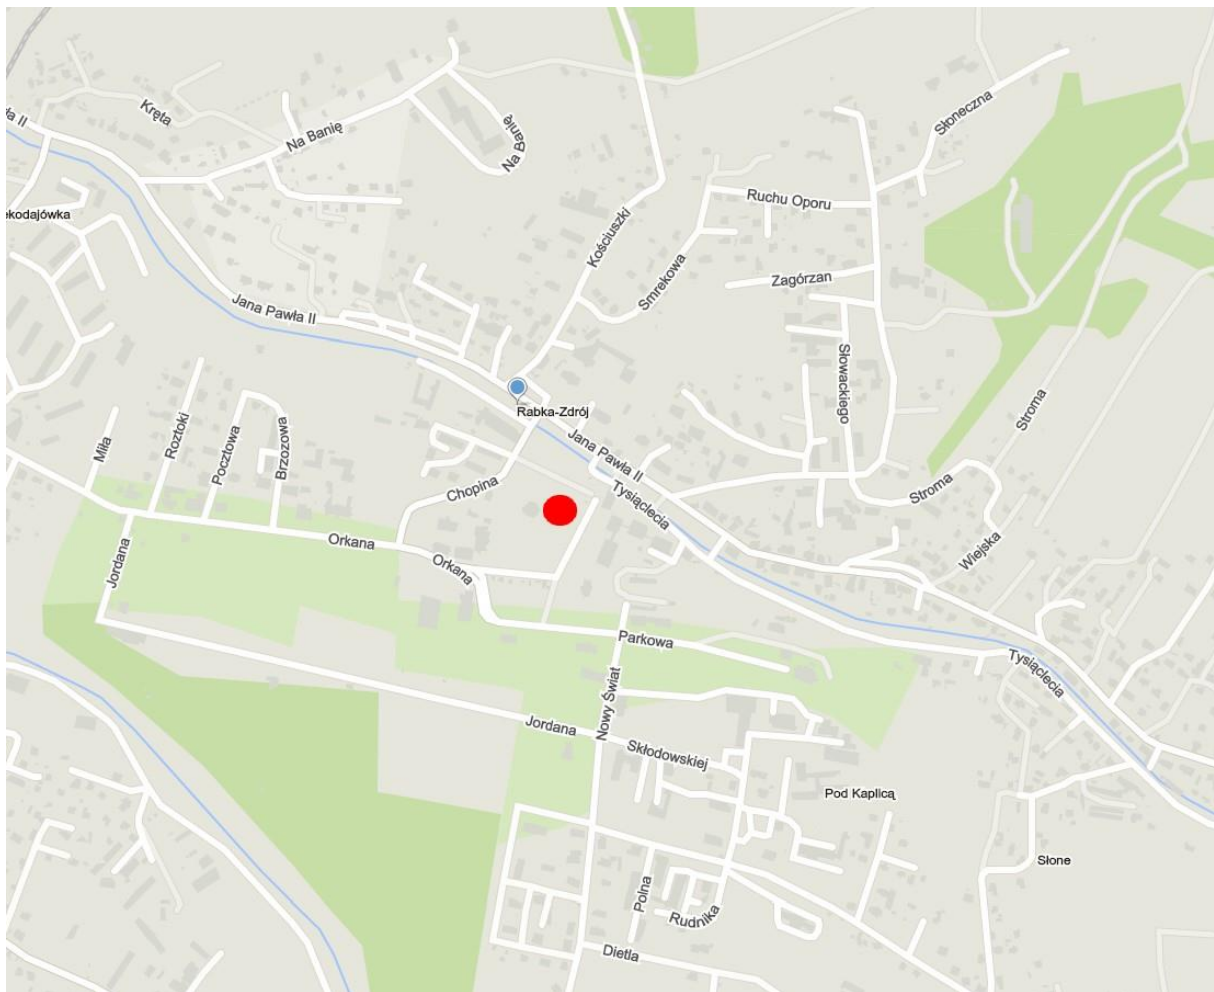 Kręta
ła II
Na Banię
Na Banię
Słoneczna
Ruchu Oporu
ekodajówka
Kościuszki
Smrekowa
Zagórzan
Jana Pawła II
Słowackiego
Stroma
Rabka-Zdrój
Miła
Roztoki
Pocztowa
Brzozowa
Jana Pawła II
Chopina
Tysiąclecia
Stroma
Orkana
Orkana
Wiejska
Jordana
Parkowa
Tysiąclecia
Nowy Świat
Jordana
Skłodowskiej
Pod Kaplicą
Słone
Polna
Rudnika
Dietla